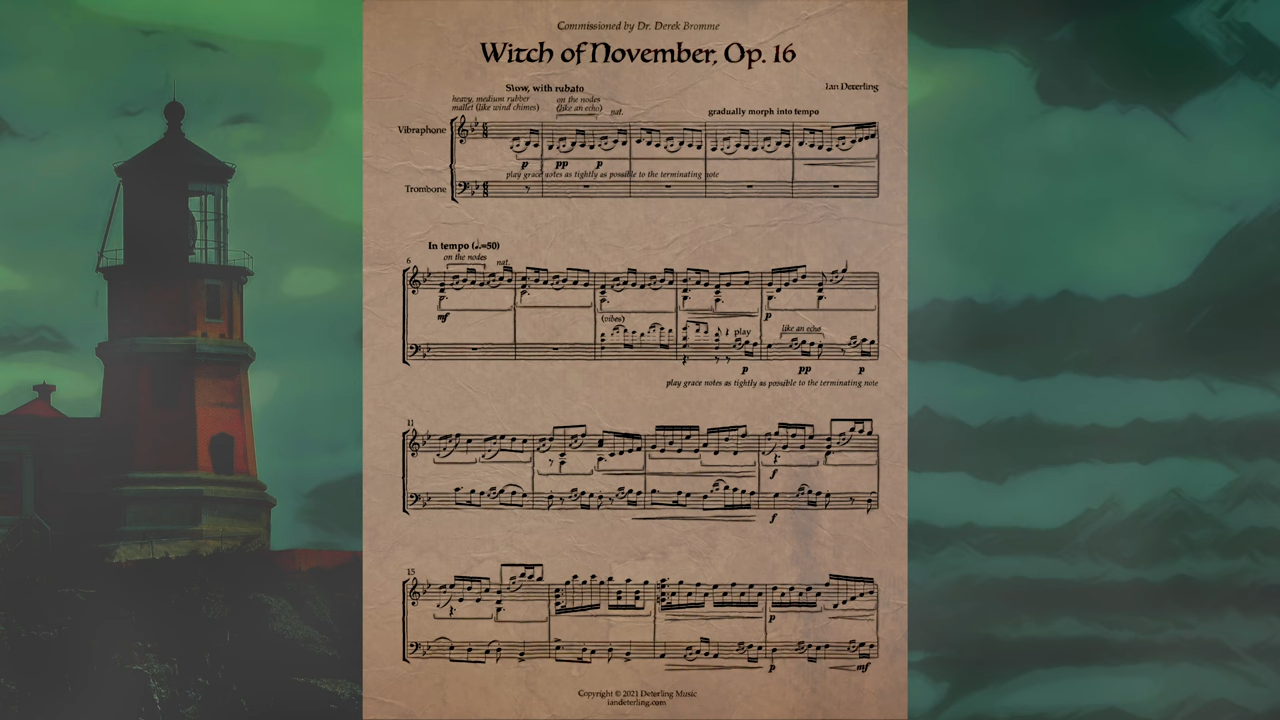 Commissioned by Dr. Derek Bromme
Witch of November, Op. 16
Ian Deterling
Slow, with rubato
heavy, medium rubber
mallet (like wind chimes)
on the nodes
(like an echo)
nat.
gradually morph into tempo
Vibraphone
p pp p
play grace notes as tightly as possible to the terminating note
Trombone
In tempo (♩.=50)
6
on the nodes
nat.
mf
p
(vibes)
play
like an echo
p pp p
play grace notes as tightly as possible to the terminating note
11
f
f
15
p
p mf
Copyright © 2021 Deterling Music
iandeterling.com